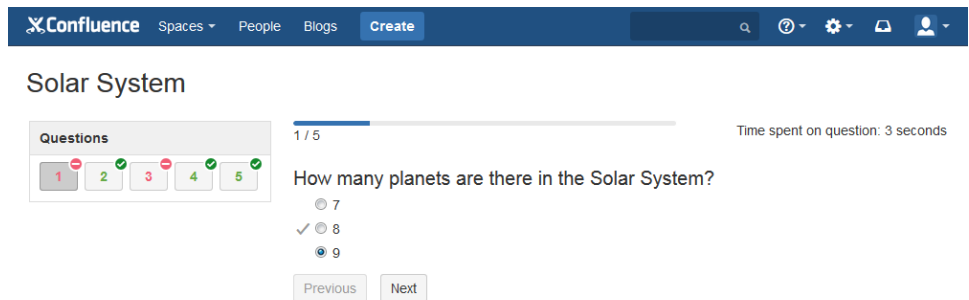 Confluence Spaces People Blogs Create
Solar System
Questions
1 2 3 4 5
1 / 5
Time spent on question: 3 seconds
How many planets are there in the Solar System?
7
8
9
Previous Next